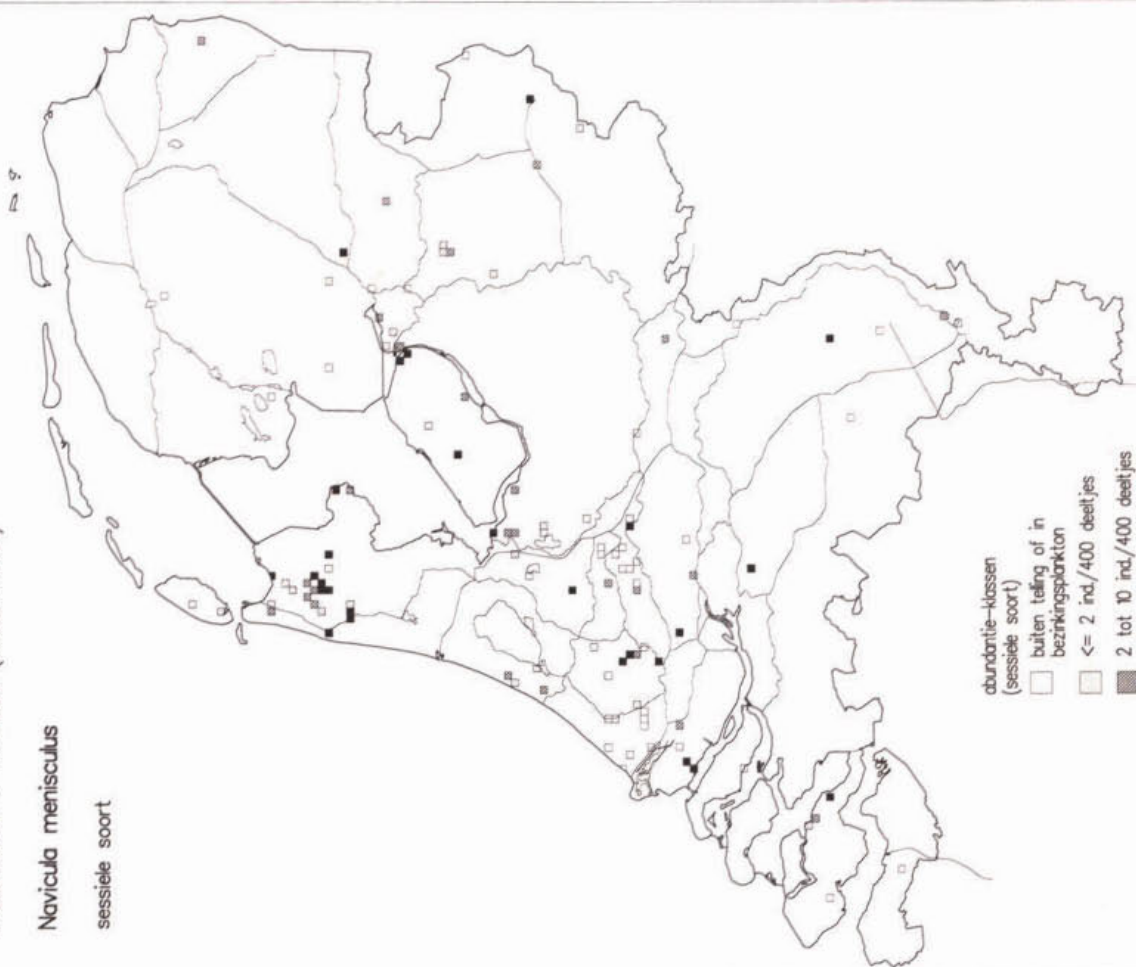 Navicula menisculus
sessiele soort
abundantie-klassen
(sessiele soort)
buiten telling of in
bezinkingsplankton
<= 2 ind./400 deeltjes
2 tot 10 ind./400 deeltjes